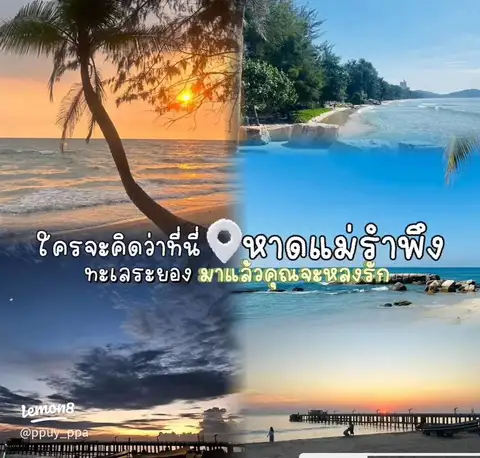 ใครจะคิดว่าที่นี่ หาดแม่รำพึง
ทะเลระยอง มาแล้วคุณจะหลงรัก
lemon8
@ppuy_ppa